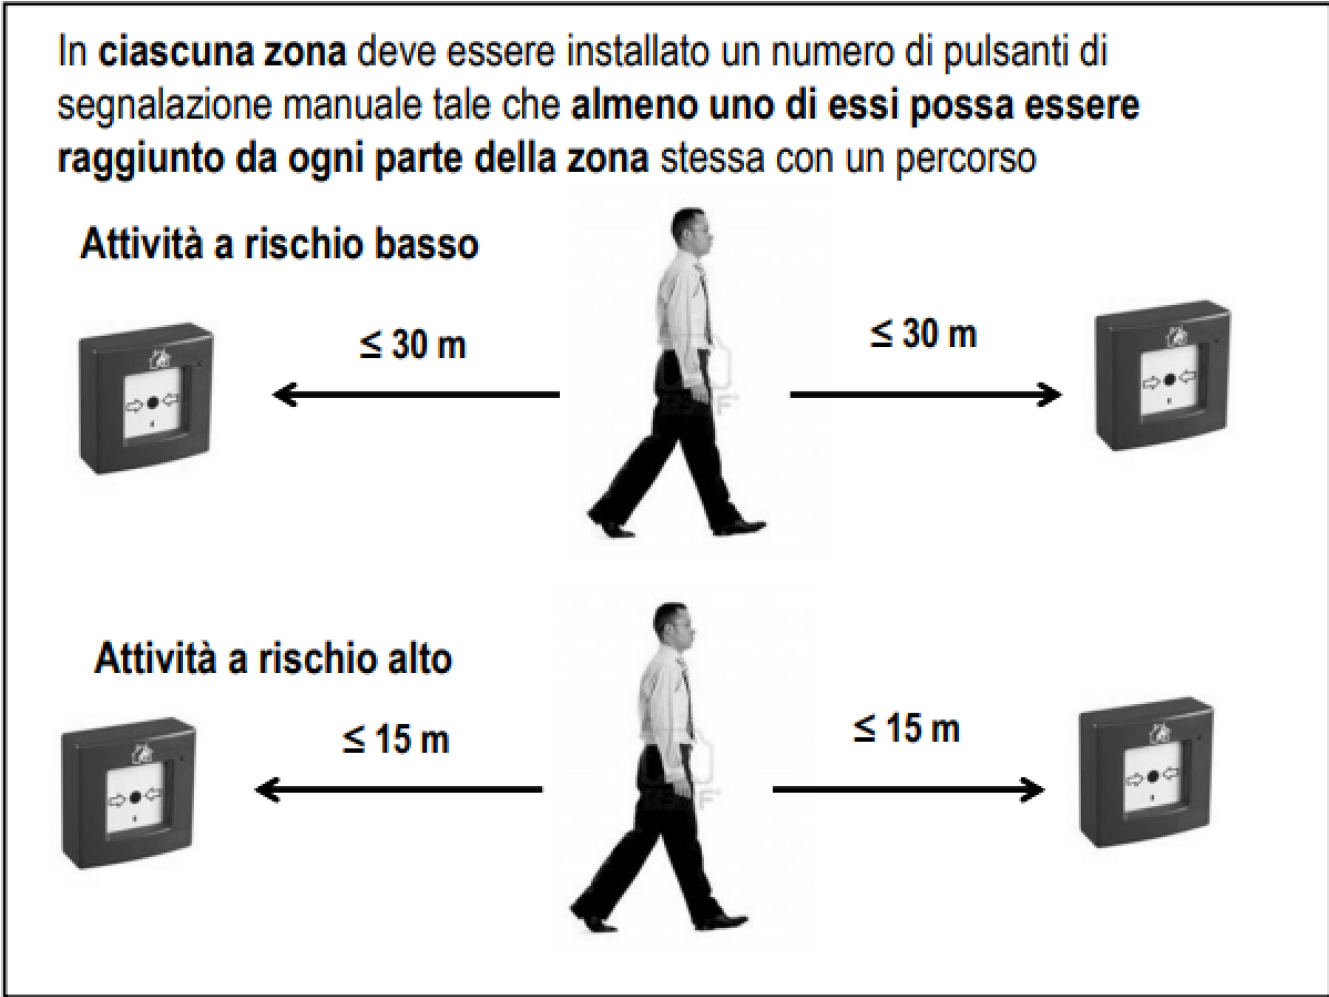 In ciascuna zona deve essere installato un numero di pulsanti di
segnalazione manuale tale che almeno uno di essi possa essere
raggiunto da ogni parte della zona stessa con un percorso
Attività a rischio basso
≤ 30 m
≤ 30 m
Attività a rischio alto
≤ 15 m
≤ 15 m